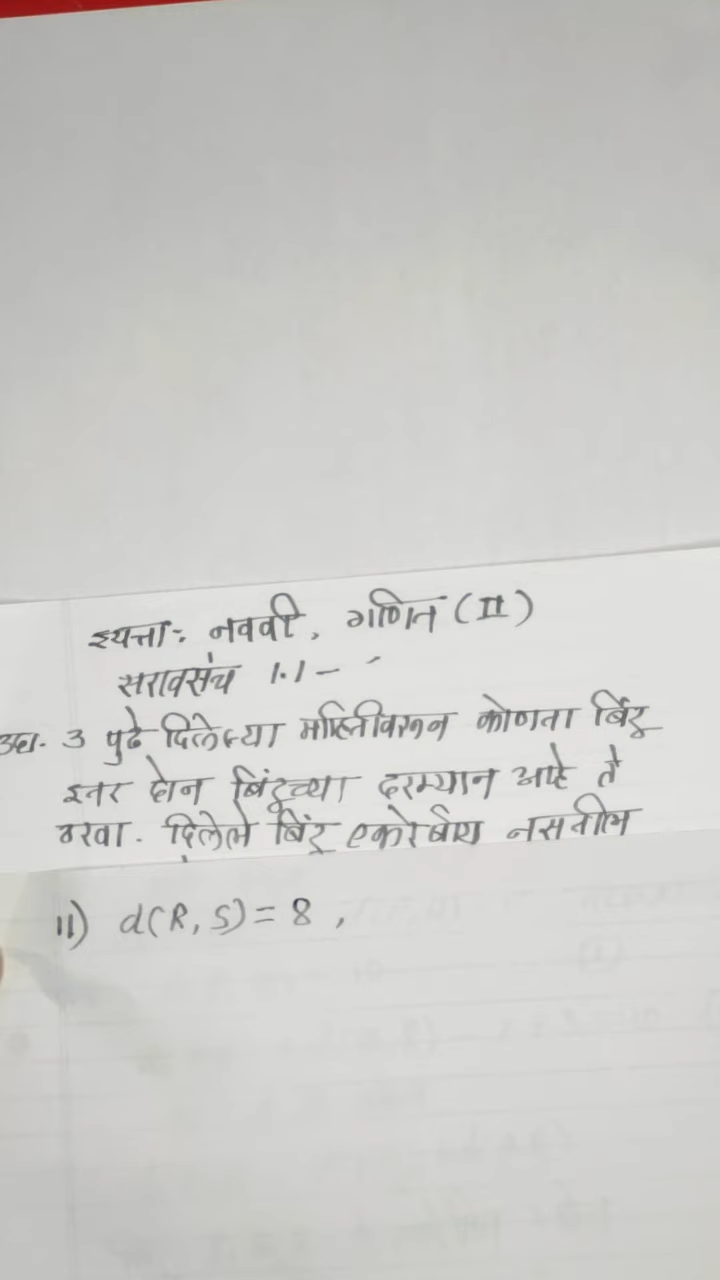 इयत्ता:- नववी, गणित (II)
सरावसंच 1.1 -
उदा. 3 पुढे दिलेल्या माहितीवरून कोणता बिंदू
इतर दोन बिंदूच्या दरम्यान आहे ते
ठरवा. दिलेले बिंदू एकरेषीय नसतील
ii) d(R, S) = 8 ,